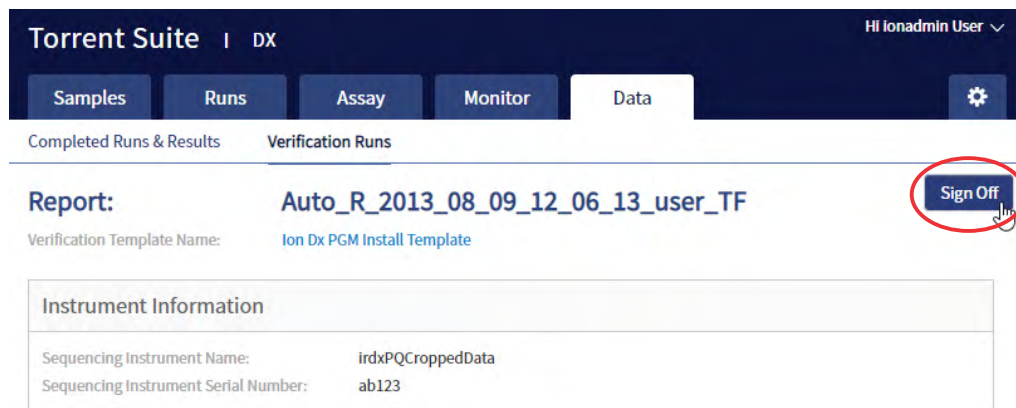 Torrent Suite | DX
Hi ionadmin User
Samples Runs Assay Monitor Data
Completed Runs & Results Verification Runs
Report: Auto_R_2013_08_09_12_06_13_user_TF
Sign Off
Verification Template Name: Ion Dx PGM Install Template
Instrument Information
Sequencing Instrument Name: irdxPQCroppedData
Sequencing Instrument Serial Number: ab123